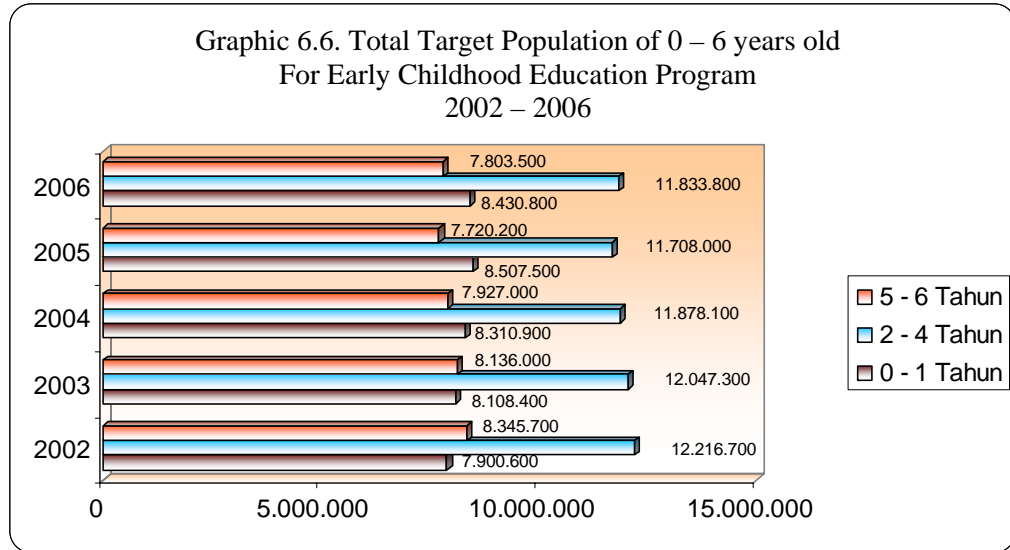 Graphic 6.6. Total Target Population of 0 – 6 years old
For Early Childhood Education Program
2002 – 2006
2006
7.803.500
11.833.800
8.430.800
2005
7.720.200
11.708.000
8.507.500
2004
7.927.000
11.878.100
8.310.900
2003
8.136.000
12.047.300
8.108.400
2002
8.345.700
12.216.700
7.900.600
0 5.000.000 10.000.000 15.000.000
5 - 6 Tahun
2 - 4 Tahun
0 - 1 Tahun